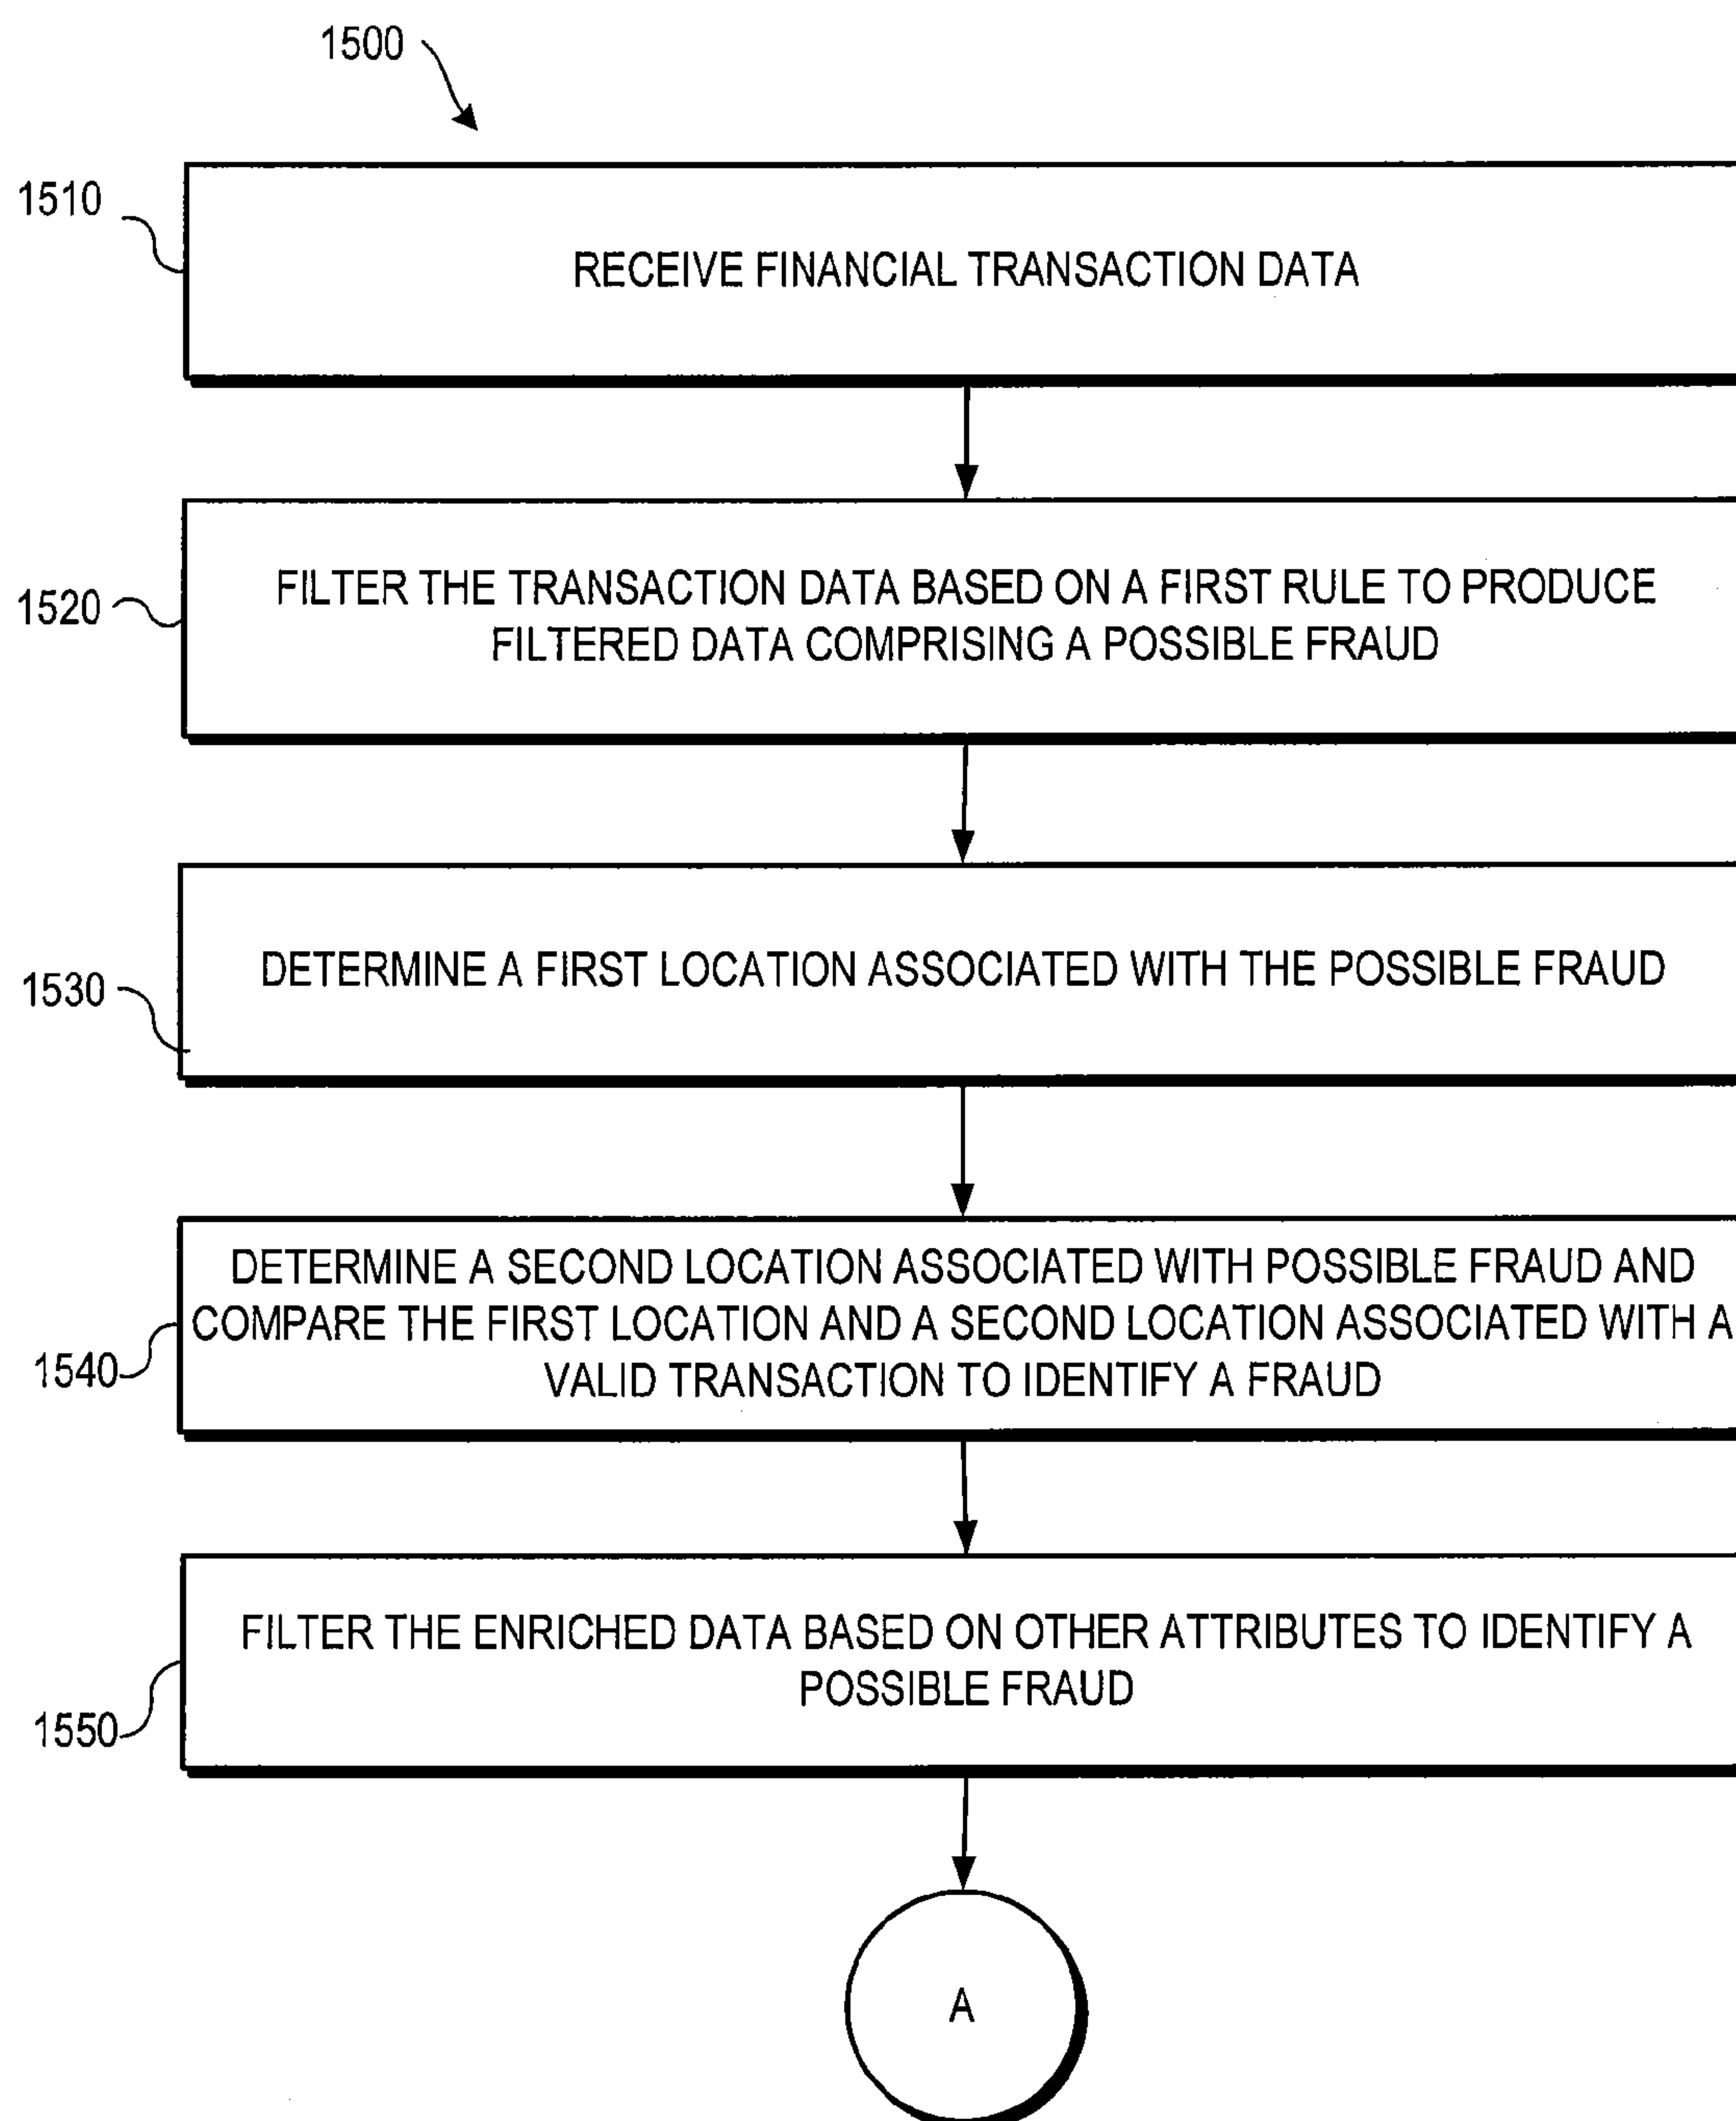 1500
1510
RECEIVE FINANCIAL TRANSACTION DATA
1520
FILTER THE TRANSACTION DATA BASED ON A FIRST RULE TO PRODUCE
FILTERED DATA COMPRISING A POSSIBLE FRAUD
1530
DETERMINE A FIRST LOCATION ASSOCIATED WITH THE POSSIBLE FRAUD
1540
DETERMINE A SECOND LOCATION ASSOCIATED WITH POSSIBLE FRAUD AND
COMPARE THE FIRST LOCATION AND A SECOND LOCATION ASSOCIATED WITH A
VALID TRANSACTION TO IDENTIFY A FRAUD
1550
FILTER THE ENRICHED DATA BASED ON OTHER ATTRIBUTES TO IDENTIFY A
POSSIBLE FRAUD
A